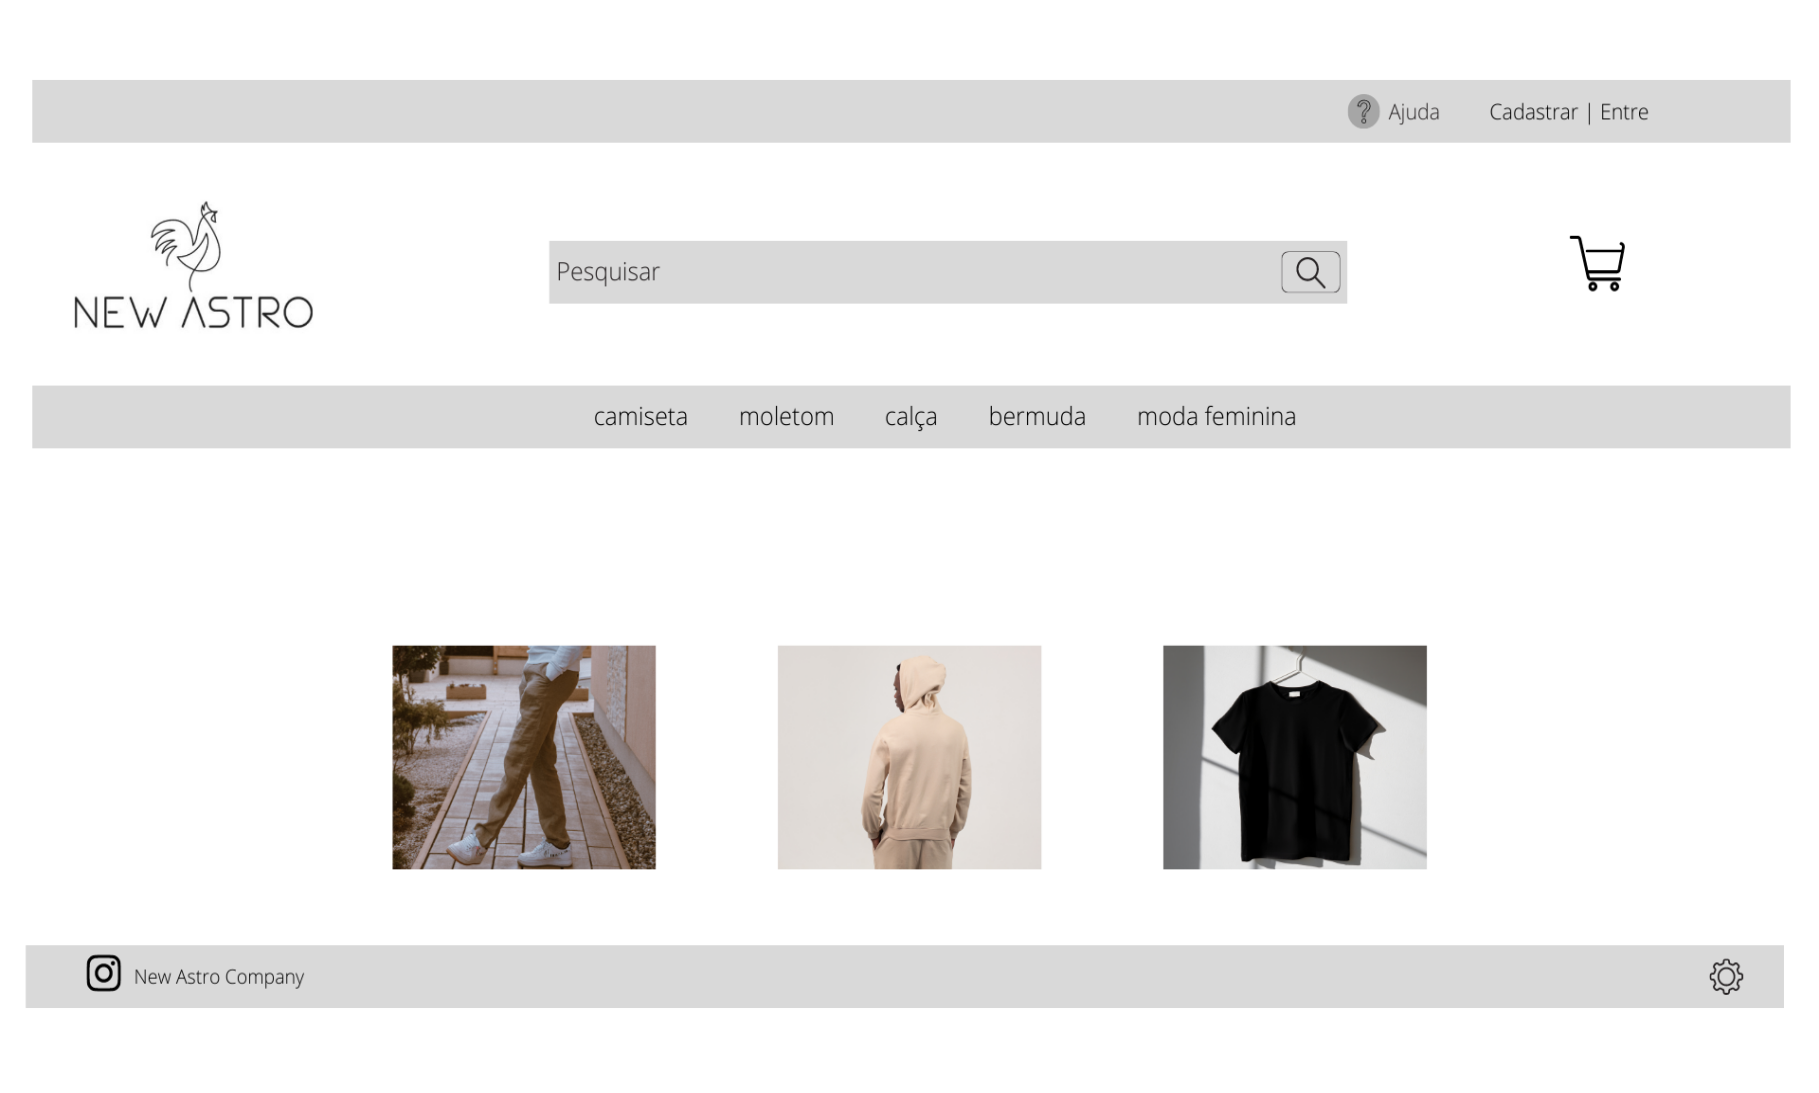 Ajuda
Cadastrar | Entre
NEW ASTRO
Pesquisar
camiseta moletom calça bermuda moda feminina
New Astro Company